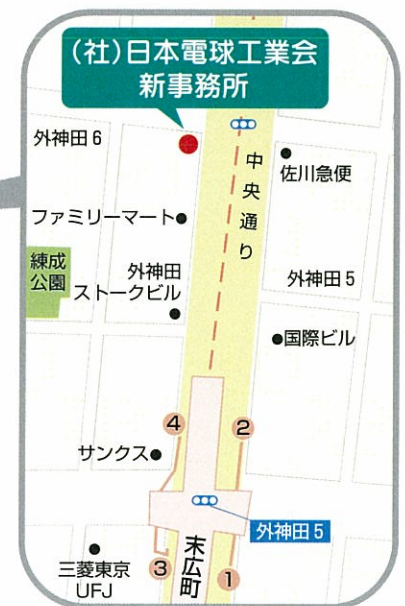 (社)日本電球工業会
新事務所
外神田6
中央通り
佐川急便
ファミリーマート
練成
公園
外神田
ストークビル
外神田5
国際ビル
4
2
サンクス
外神田5
末広町
三菱東京
UFJ
3
1